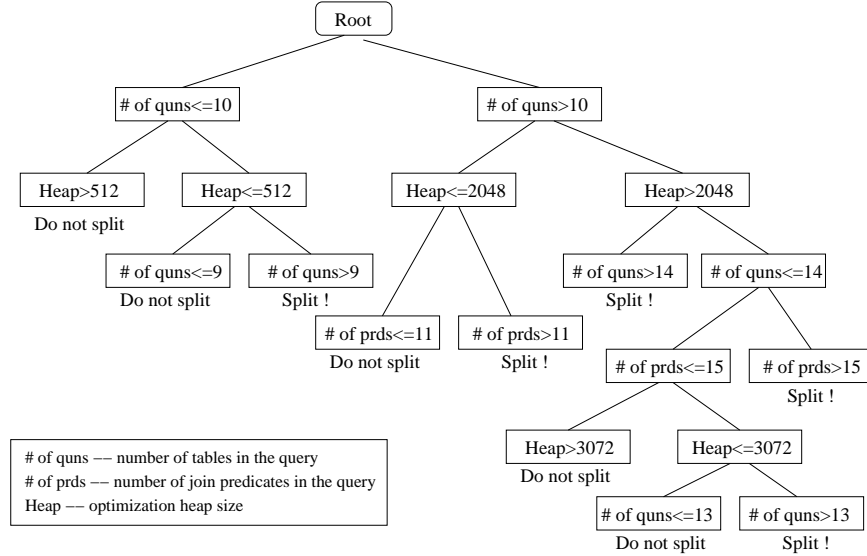 Root
# of quns<=10
# of quns>10
Heap>512
Heap<=512
Heap<=2048
Heap>2048
Do not split
# of quns<=9
# of quns>9
# of quns>14
# of quns<=14
Do not split
Split !
Split !
# of prds<=11
# of prds>11
Do not split
Split !
# of prds<=15
# of prds>15
Split !
Heap>3072
Heap<=3072
Do not split
# of quns −− number of tables in the query
# of prds −− number of join predicates in the query
Heap −− optimization heap size
# of quns<=13
# of quns>13
Do not split
Split !